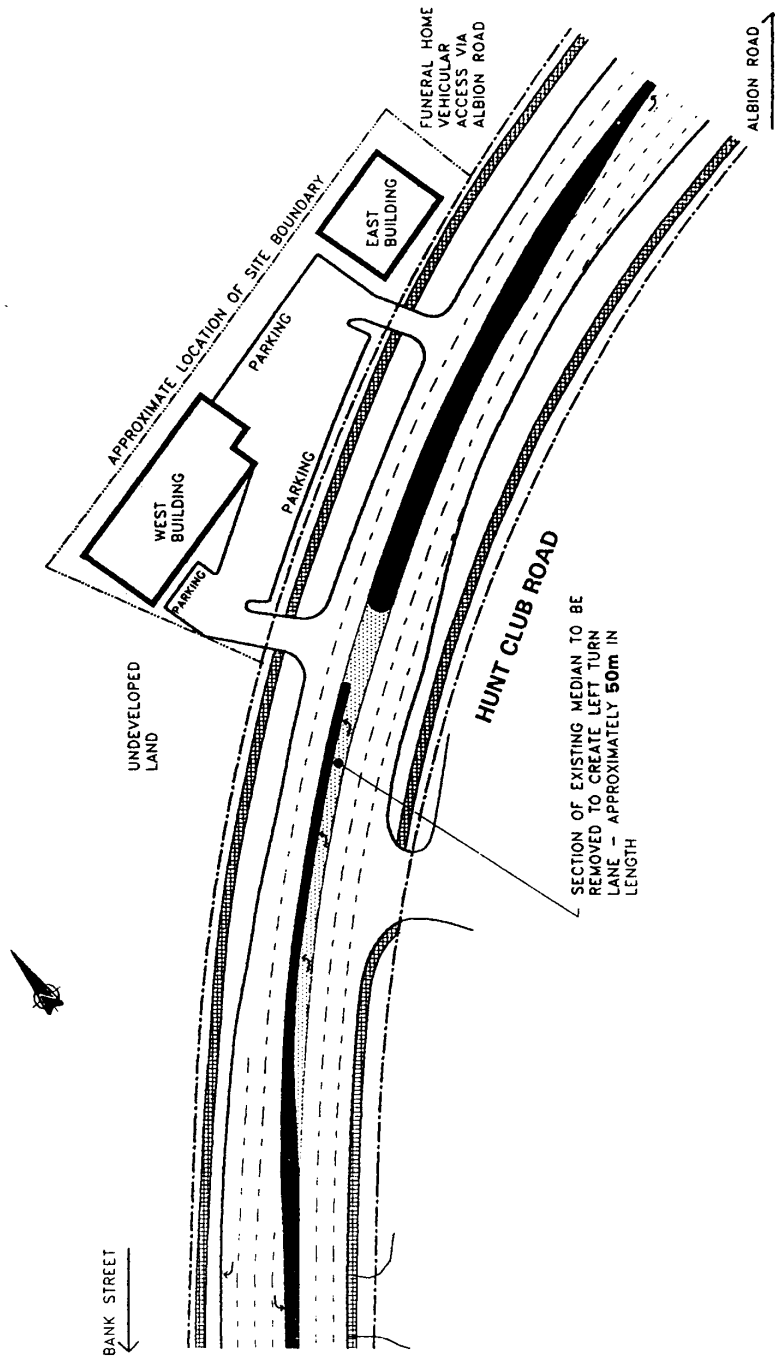 BANK STREET
UNDEVELOPED
LAND
APPROXIMATE LOCATION OF SITE BOUNDARY
WEST
BUILDING
PARKING
PARKING
PARKING
EAST
BUILDING
FUNERAL HOME
VEHICULAR
ACCESS VIA
ALBION ROAD
HUNT CLUB ROAD
SECTION OF EXISTING MEDIAN TO BE
REMOVED TO CREATE LEFT TURN
LANE - APPROXIMATELY 50m IN
LENGTH
ALBION ROAD